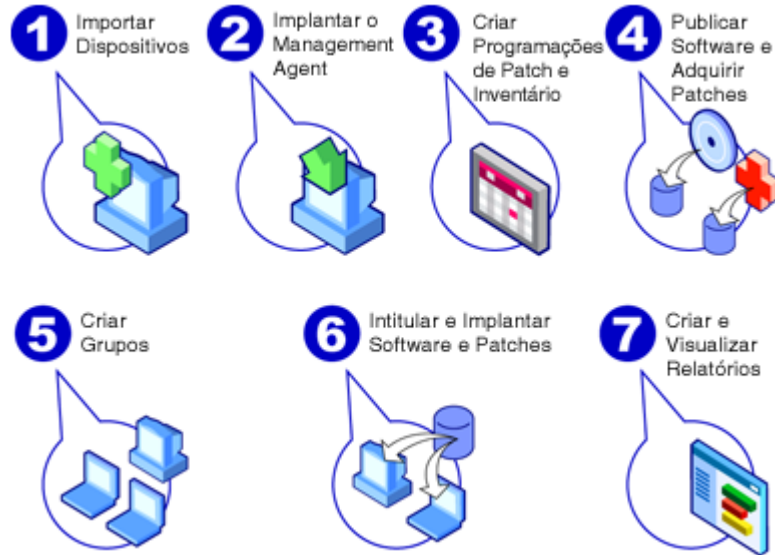 1
Importar
Dispositivos
2
Implantar o
Management
Agent
3
Criar
Programações
de Patch e
Inventário
4
Publicar
Software e
Adquirir
Patches
5
Criar
Grupos
6
Intitular e Implantar
Software e Patches
7
Criar e
Visualizar
Relatórios